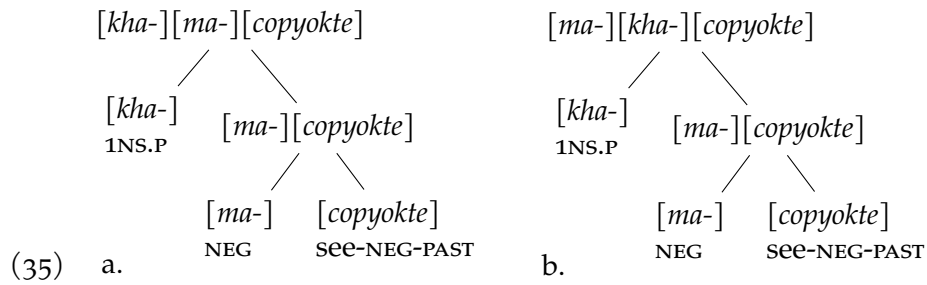 [kha-][ma-][copyokte] [ma-][kha-][copyokte]
[kha-] [kha-]
1NS.P [ma-][copyokte] 1NS.P [ma-][copyokte]
[ma-] [copyokte] [ma-] [copyokte]
NEG see-NEG-PAST NEG see-NEG-PAST
(35) a. b.